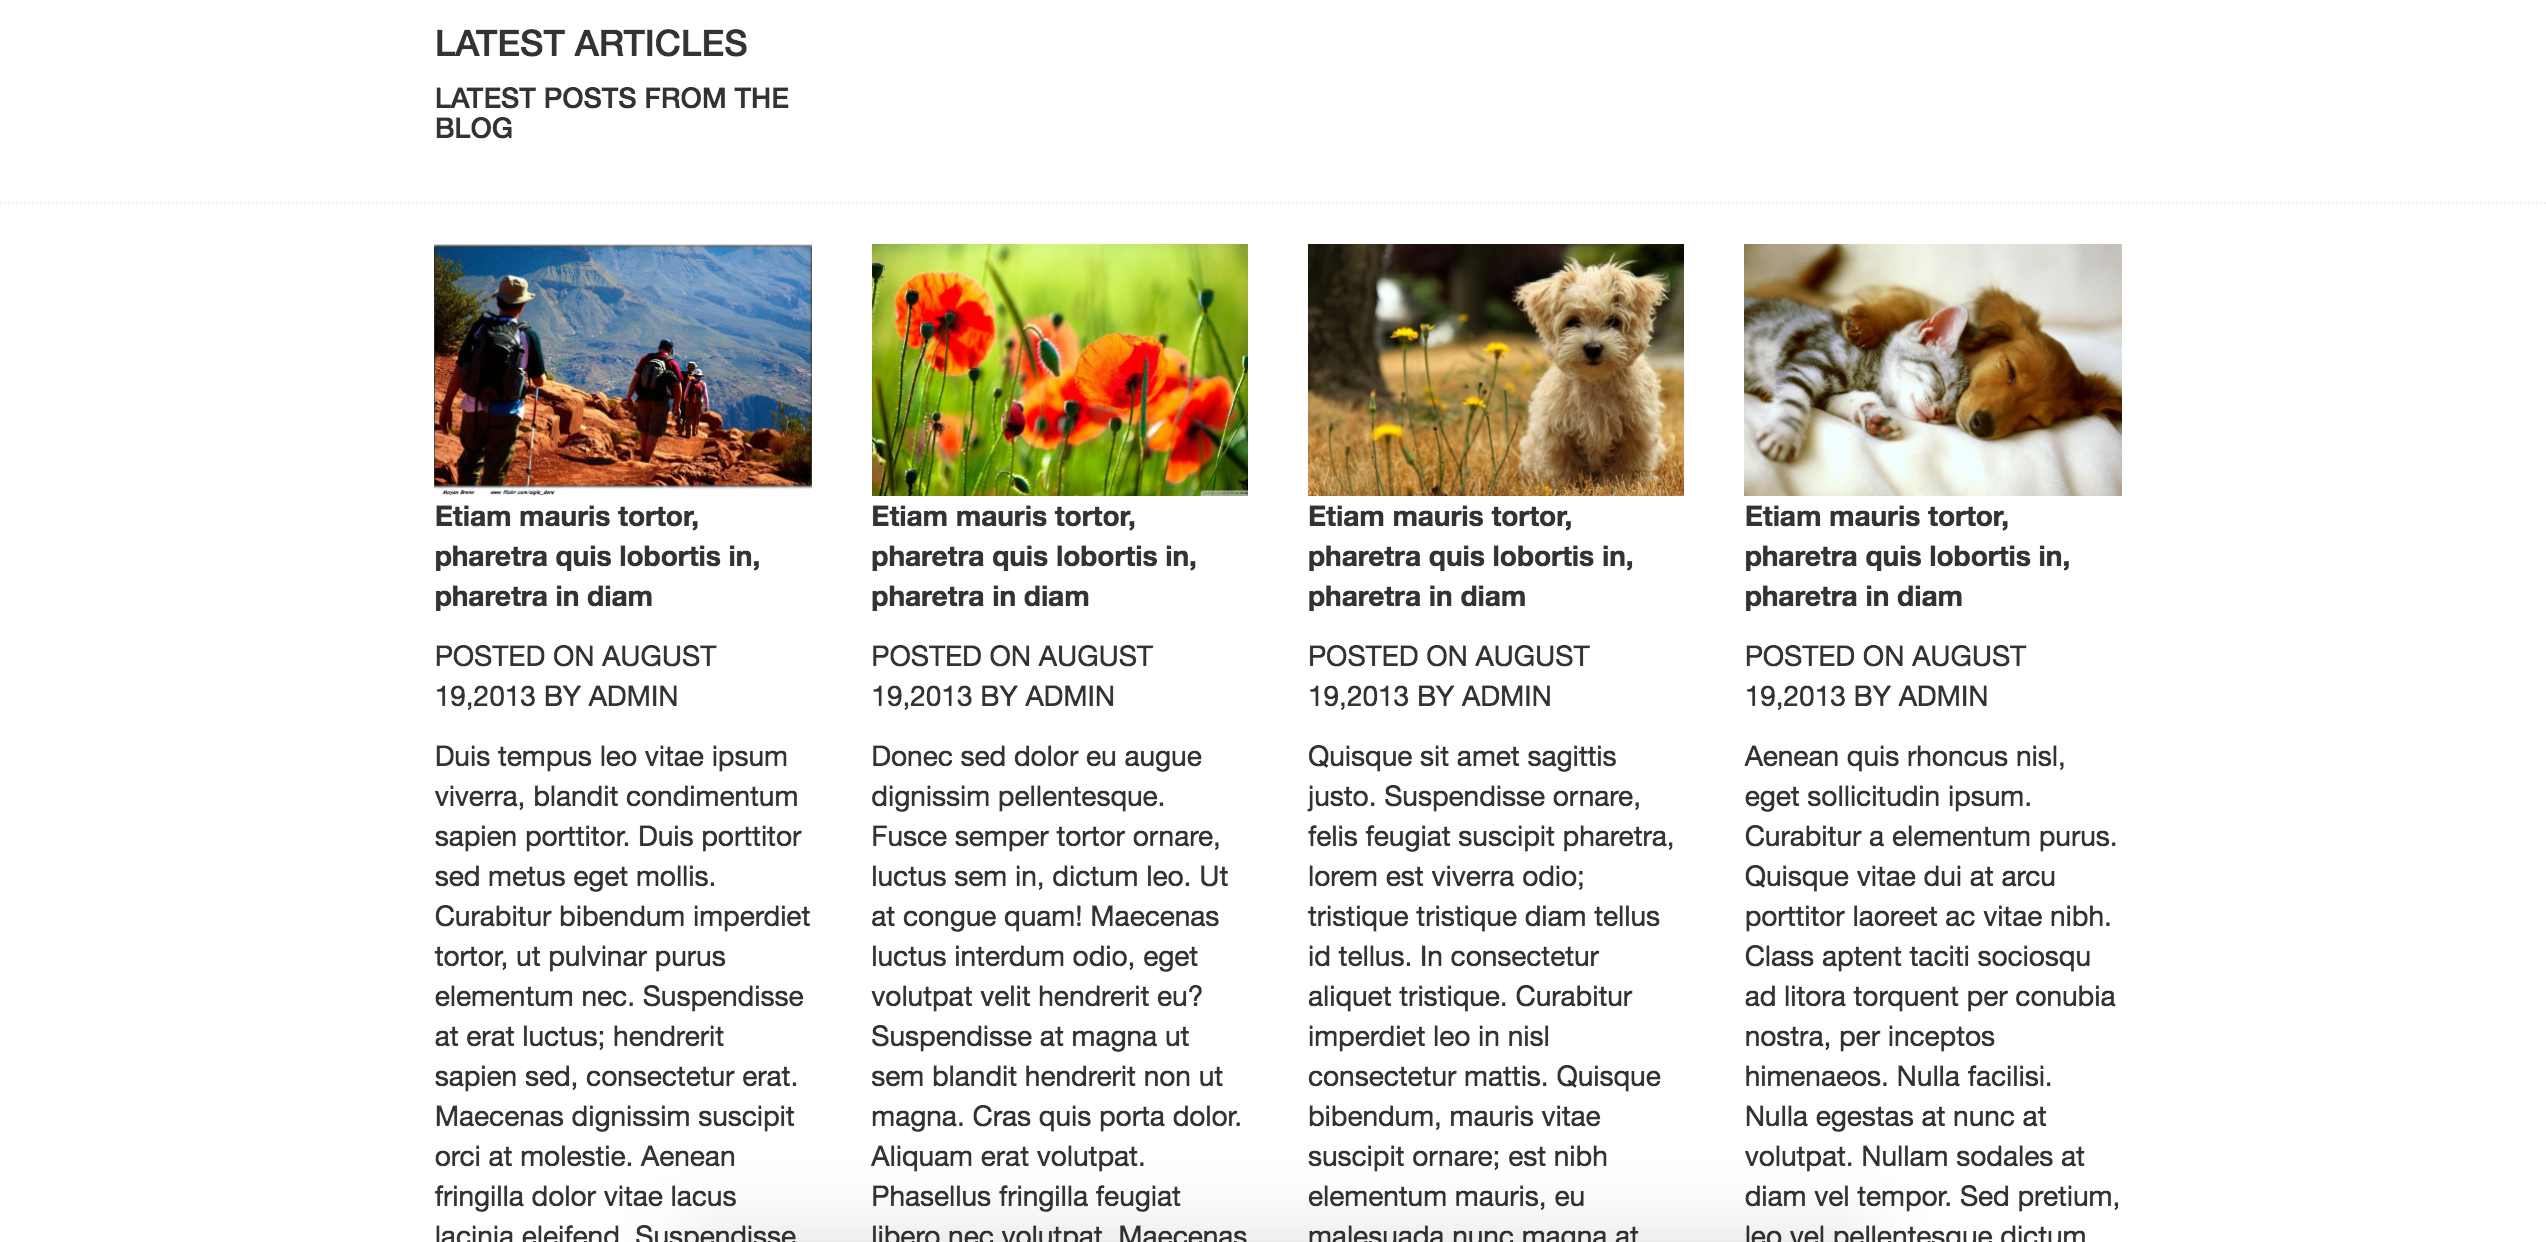 LATEST ARTICLES
LATEST POSTS FROM THE
BLOG
Mayan Brenn www.flickr.com/aigle_dore
Etiam mauris tortor,
pharetra quis lobortis in,
pharetra in diam
POSTED ON AUGUST
19,2013 BY ADMIN
Duis tempus leo vitae ipsum
viverra, blandit condimentum
sapien porttitor. Duis porttitor
sed metus eget mollis.
Curabitur bibendum imperdiet
tortor, ut pulvinar purus
elementum nec. Suspendisse
at erat luctus; hendrerit
sapien sed, consectetur erat.
Maecenas dignissim suscipit
orci at molestie. Aenean
fringilla dolor vitae lacus
lacinia eleifend. Suspendisse
Etiam mauris tortor,
pharetra quis lobortis in,
pharetra in diam
POSTED ON AUGUST
19,2013 BY ADMIN
Donec sed dolor eu augue
dignissim pellentesque.
Fusce semper tortor ornare,
luctus sem in, dictum leo. Ut
at congue quam! Maecenas
luctus interdum odio, eget
volutpat velit hendrerit eu?
Suspendisse at magna ut
sem blandit hendrerit non ut
magna. Cras quis porta dolor.
Aliquam erat volutpat.
Phasellus fringilla feugiat
libero nec volutpat. Maecenas
Etiam mauris tortor,
pharetra quis lobortis in,
pharetra in diam
POSTED ON AUGUST
19,2013 BY ADMIN
Quisque sit amet sagittis
justo. Suspendisse ornare,
felis feugiat suscipit pharetra,
lorem est viverra odio;
tristique tristique diam tellus
id tellus. In consectetur
aliquet tristique. Curabitur
imperdiet leo in nisl
consectetur mattis. Quisque
bibendum, mauris vitae
suscipit ornare; est nibh
elementum mauris, eu
malesuada nunc magna at
Etiam mauris tortor,
pharetra quis lobortis in,
pharetra in diam
POSTED ON AUGUST
19,2013 BY ADMIN
Aenean quis rhoncus nisl,
eget sollicitudin ipsum.
Curabitur a elementum purus.
Quisque vitae dui at arcu
porttitor laoreet ac vitae nibh.
Class aptent taciti sociosqu
ad litora torquent per conubia
nostra, per inceptos
himenaeos. Nulla facilisi.
Nulla egestas at nunc at
volutpat. Nullam sodales at
diam vel tempor. Sed pretium,
leo vel pellentesque dictum